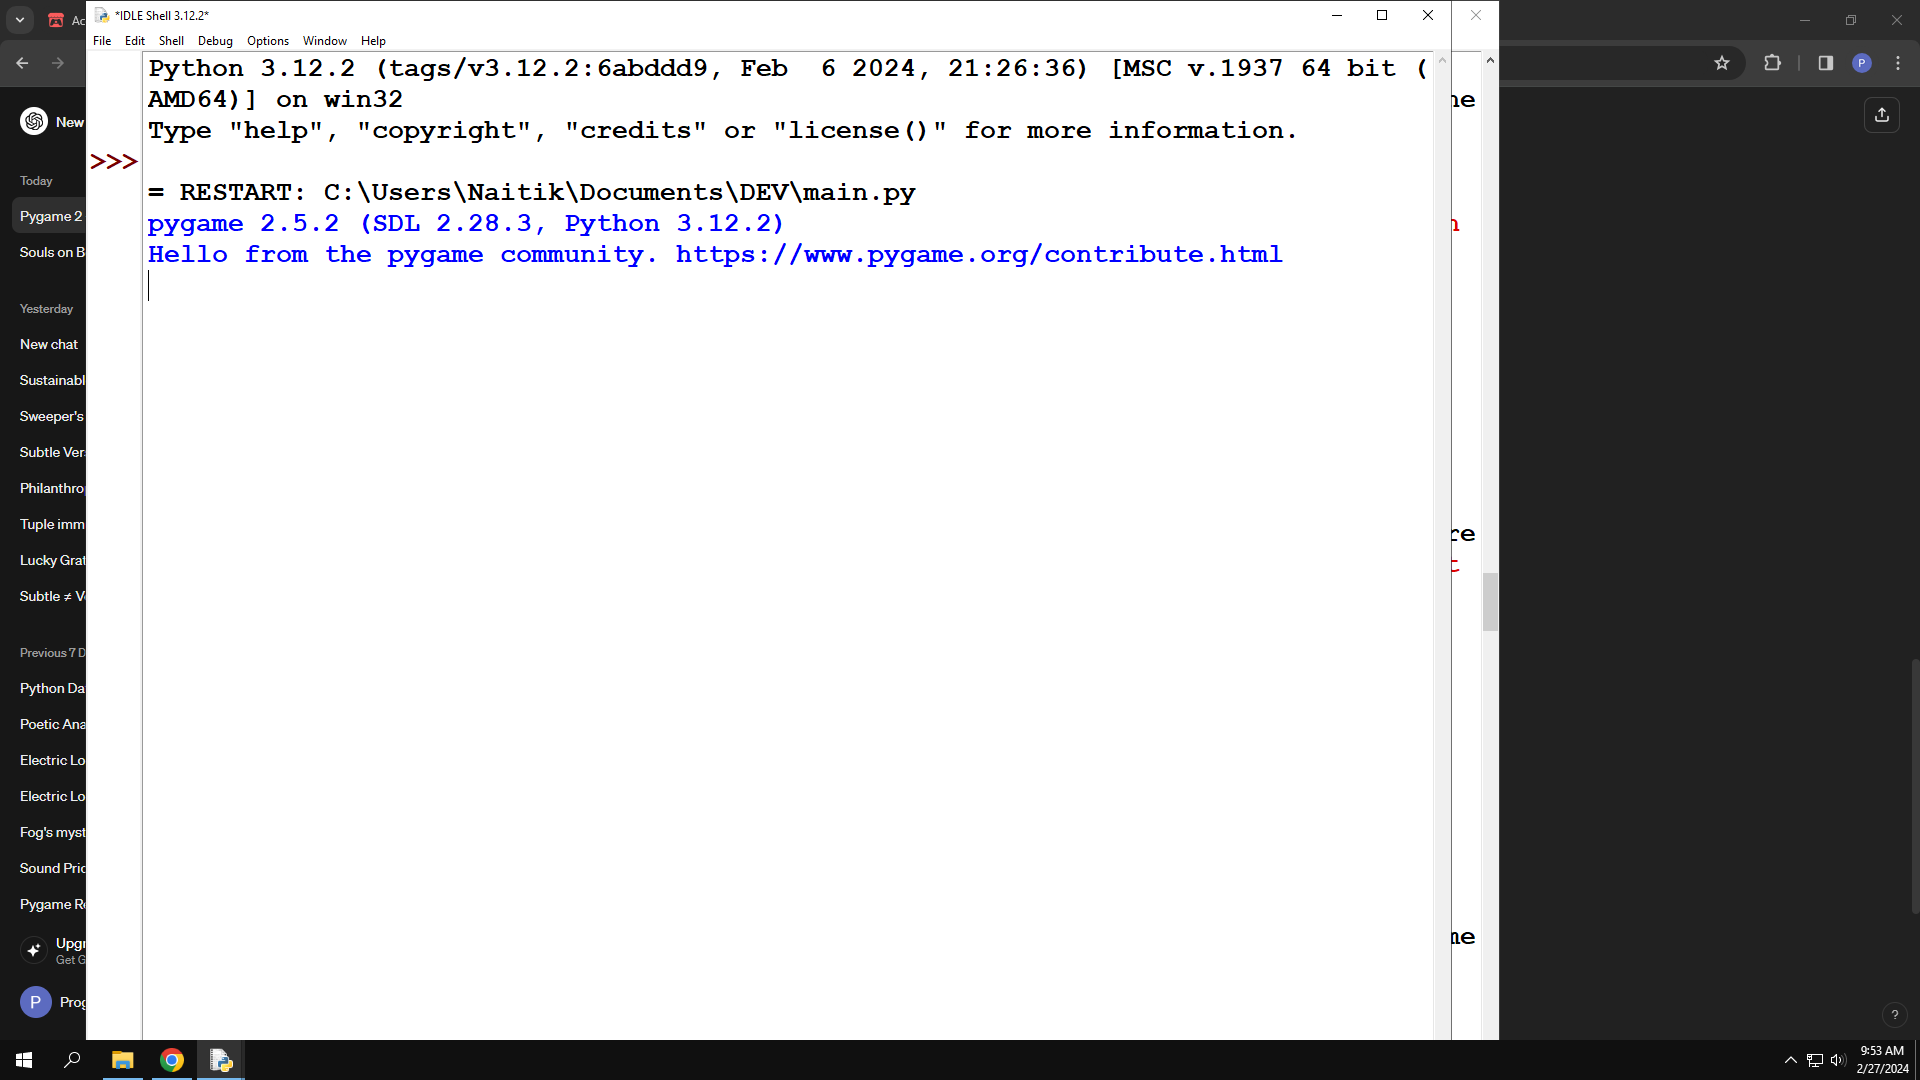 *IDLE Shell 3.12.2*
File Edit Shell Debug Options Window Help
Python 3.12.2 (tags/v3.12.2:6abddd9, Feb  6 2024, 21:26:36) [MSC v.1937 64 bit (
AMD64)] on win32
Type "help", "copyright", "credits" or "license()" for more information.
>>>
= RESTART: C:\Users\Naitik\Documents\DEV\main.py
pygame 2.5.2 (SDL 2.28.3, Python 3.12.2)
Hello from the pygame community. https://www.pygame.org/contribute.html
New
Today
Pygame 2
Souls on B
Yesterday
New chat
Sustainabl
Sweeper's
Subtle Ver
Philanthro
Tuple imm
Lucky Grat
Subtle ≠ V
Previous 7 D
Python Da
Poetic Ana
Electric Lo
Electric Lo
Fog's myst
Sound Pric
Pygame Re
Upgr
Get G
P Prog
P
re
t
?
9:53 AM
2/27/2024